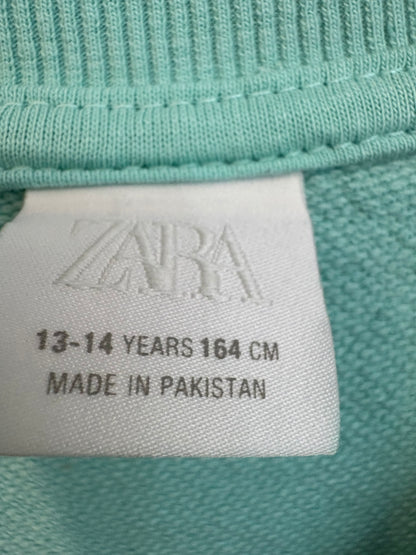 ZARA
13-14 YEARS 164 CM
MADE IN PAKISTAN